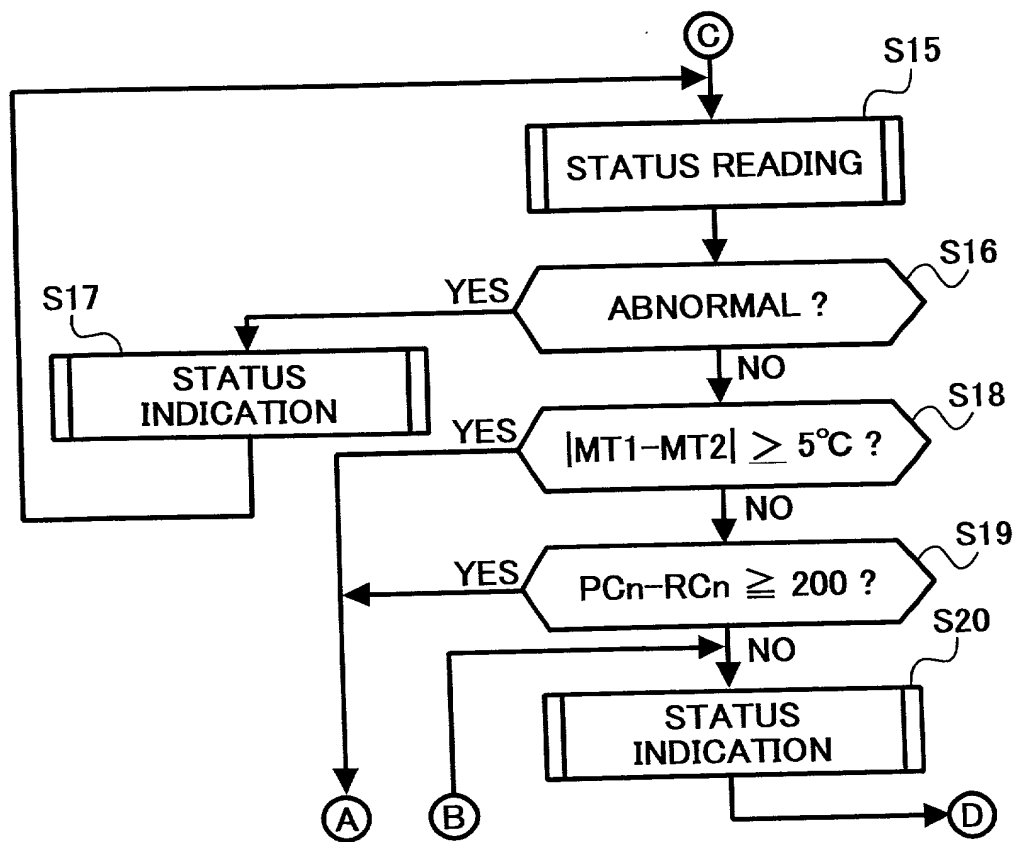 C
S15
STATUS READING
S16
YES
ABNORMAL ?
S17
STATUS
INDICATION
NO
S18
YES
|MT1-MT2| ≥ 5℃ ?
NO
S19
YES
PCn-RCn ≧ 200 ?
S20
NO
STATUS
INDICATION
A
B
D